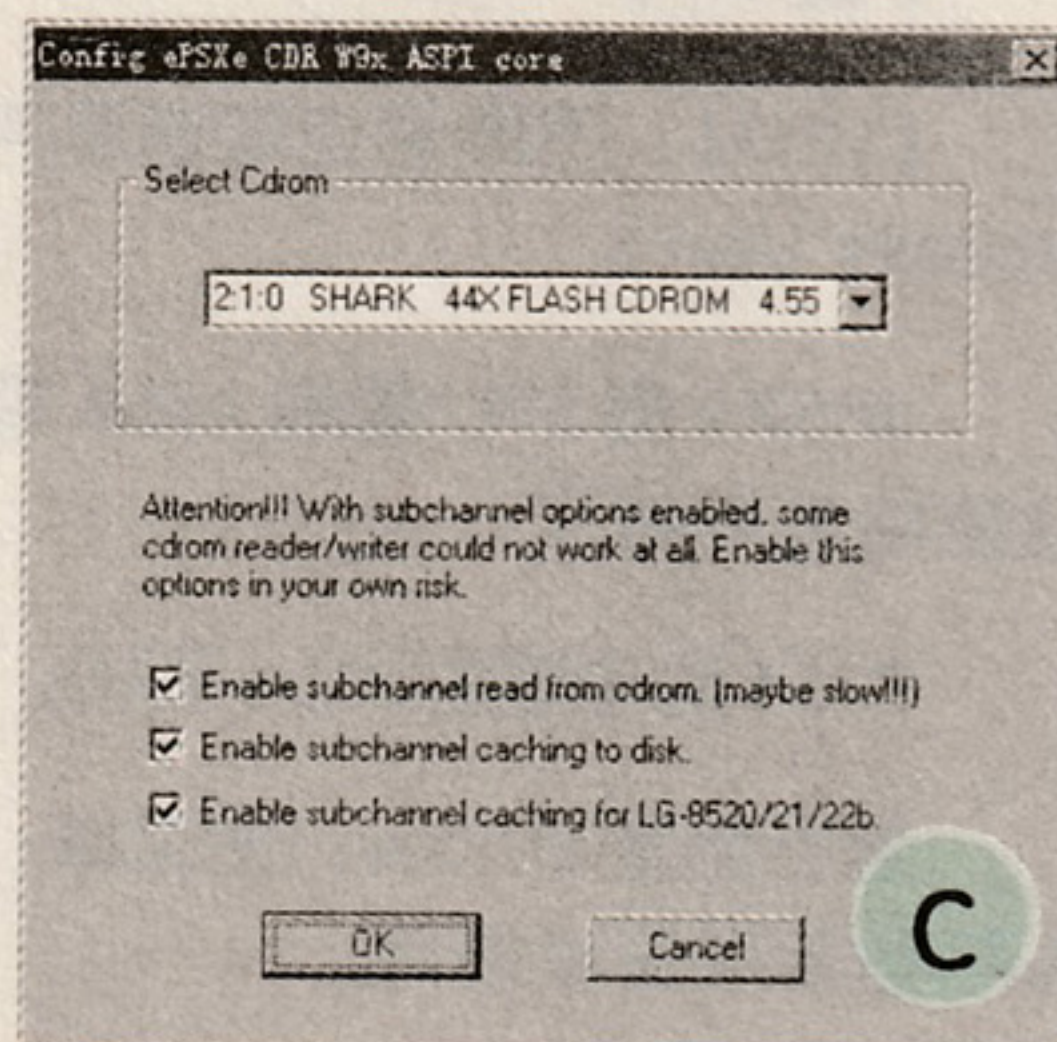 Config ePSXe CDR W9x ASPI core
Select Cdrom
2:1:0 SHARK 44X FLASH CDROM 4.55
Attention!!! With subchannel options enabled, some
cdrom reader/writer could not work at all. Enable this
options in your own risk.
Enable subchannel read from cdrom. (maybe slow!!!)
Enable subchannel caching to disk.
Enable subchannel caching for LG-8520/21/22b.
OK
Cancel
C